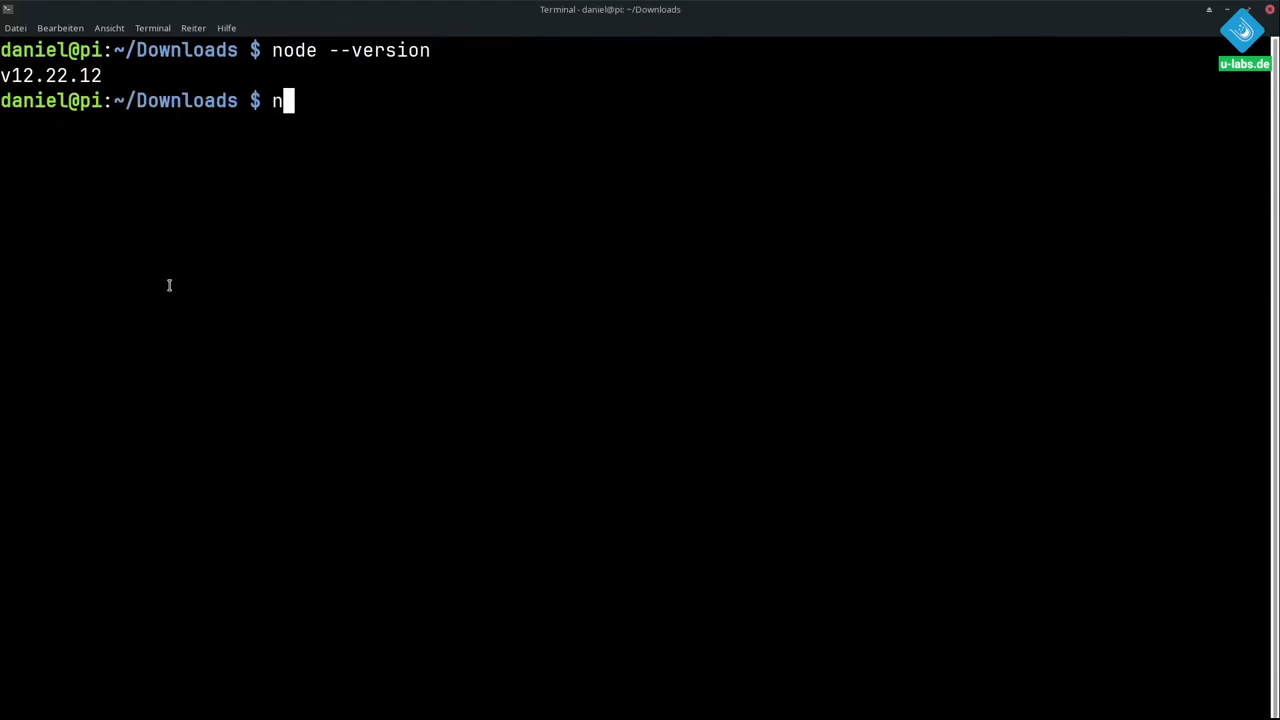 Terminal - daniel@pi: ~/Downloads
Datei Bearbeiten Ansicht Terminal Reiter Hilfe
u-labs.de
daniel@pi:~/Downloads $ node --version
v12.22.12
daniel@pi:~/Downloads $ n